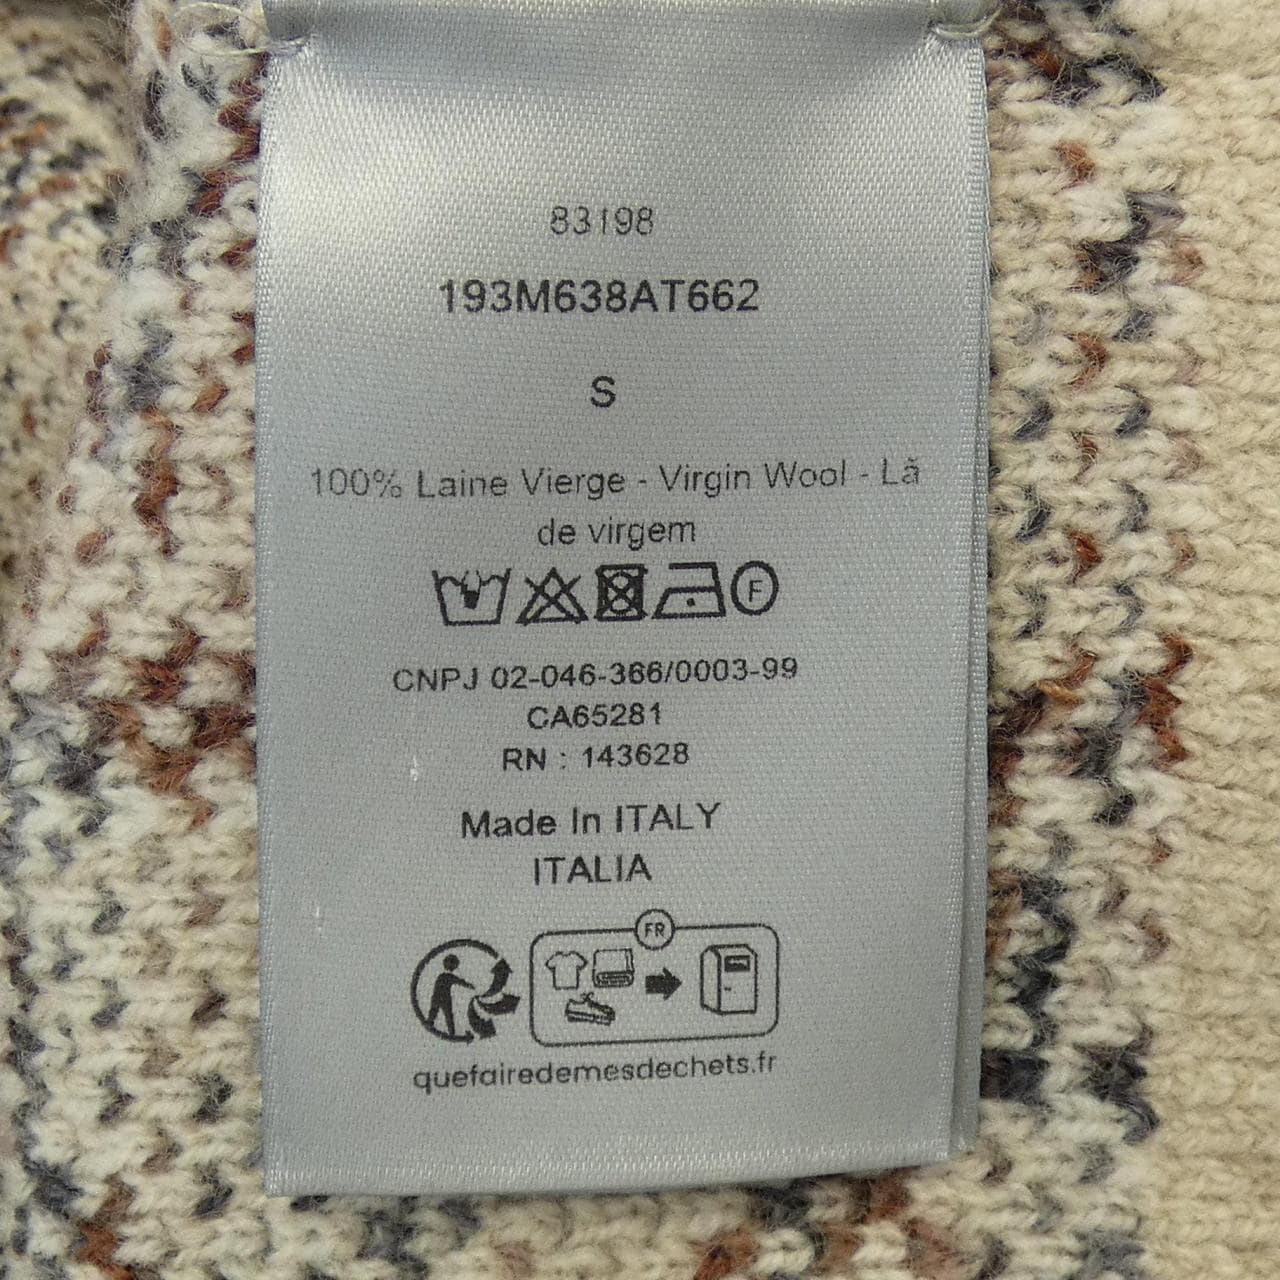 83198
193M638AT662
S
100% Laine Vierge - Virgin Wool - Lã
de virgem
F
CNPJ 02-046-366/0003-99
CA65281
RN : 143628
Made In ITALY
ITALIA
FR
quefairedemesdechets.fr